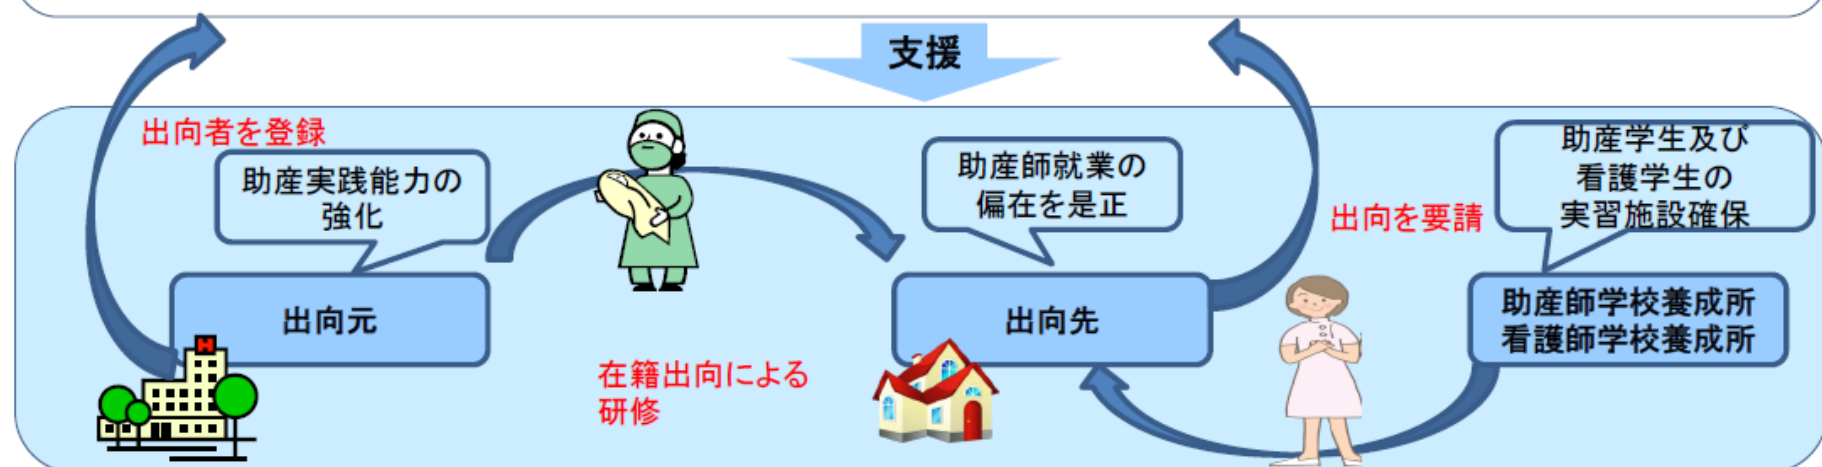 支援
出向者を登録
助産実践能力の
強化
助産師就業の
偏在を是正
出向を要請
助産学生及び
看護学生の
実習施設確保
出向元
出向先
助産師学校養成所
看護師学校養成所
在籍出向による
研修
H